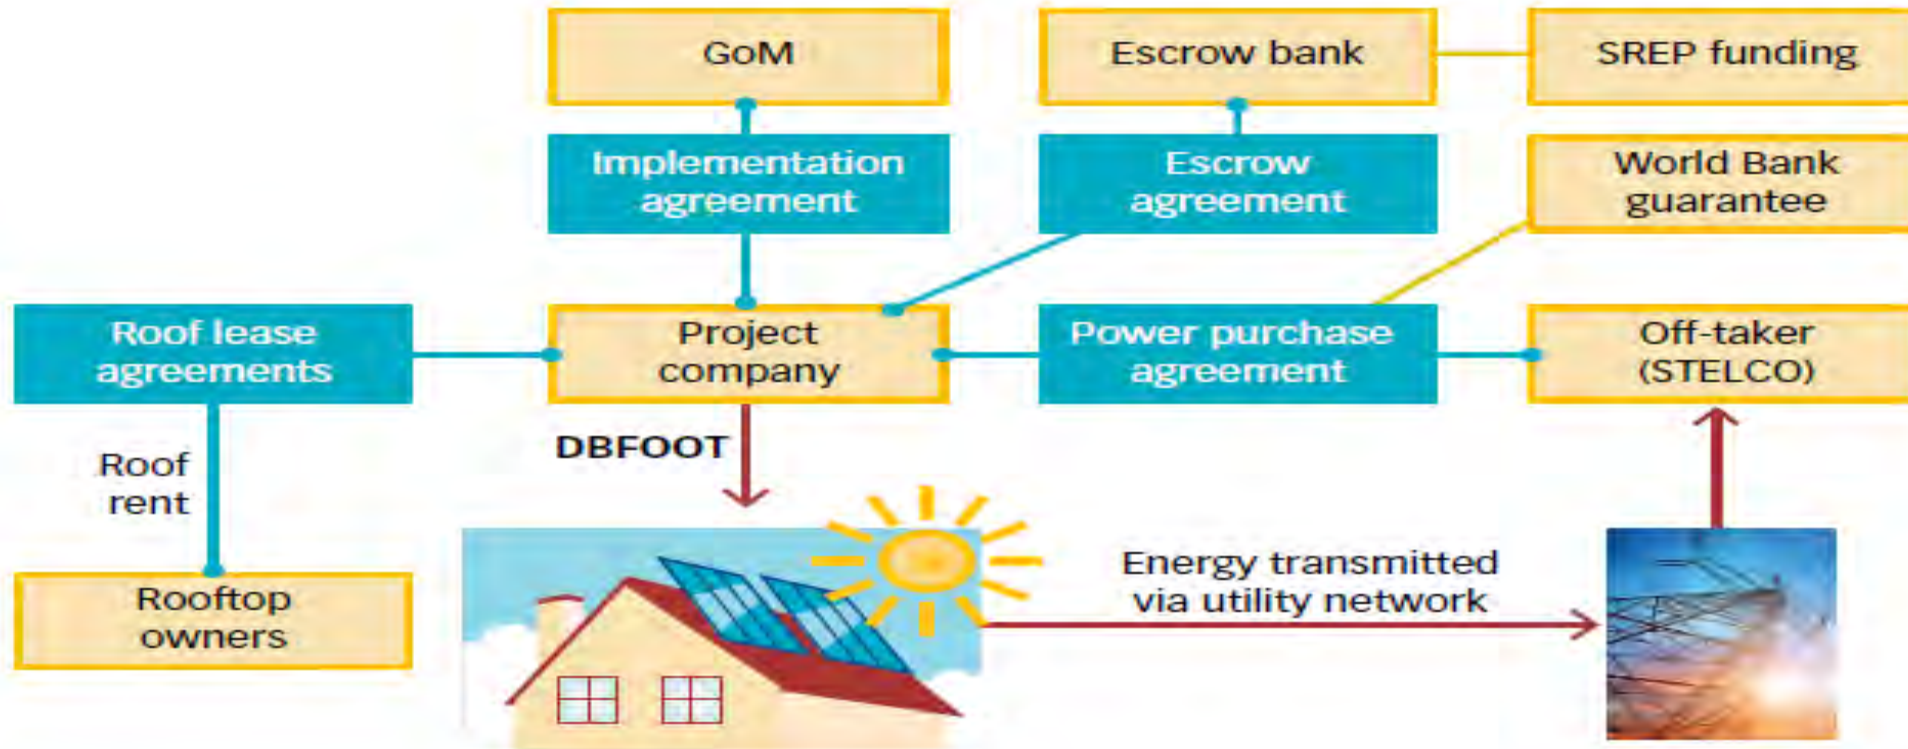 GoM
Escrow bank
SREP funding
Implementation
agreement
Escrow
agreement
World Bank
guarantee
Roof lease
agreements
Project
company
Power purchase
agreement
Off-taker
(STELCO)
DBFOOT
Roof
rent
Energy transmitted
via utility network
Rooftop
owners